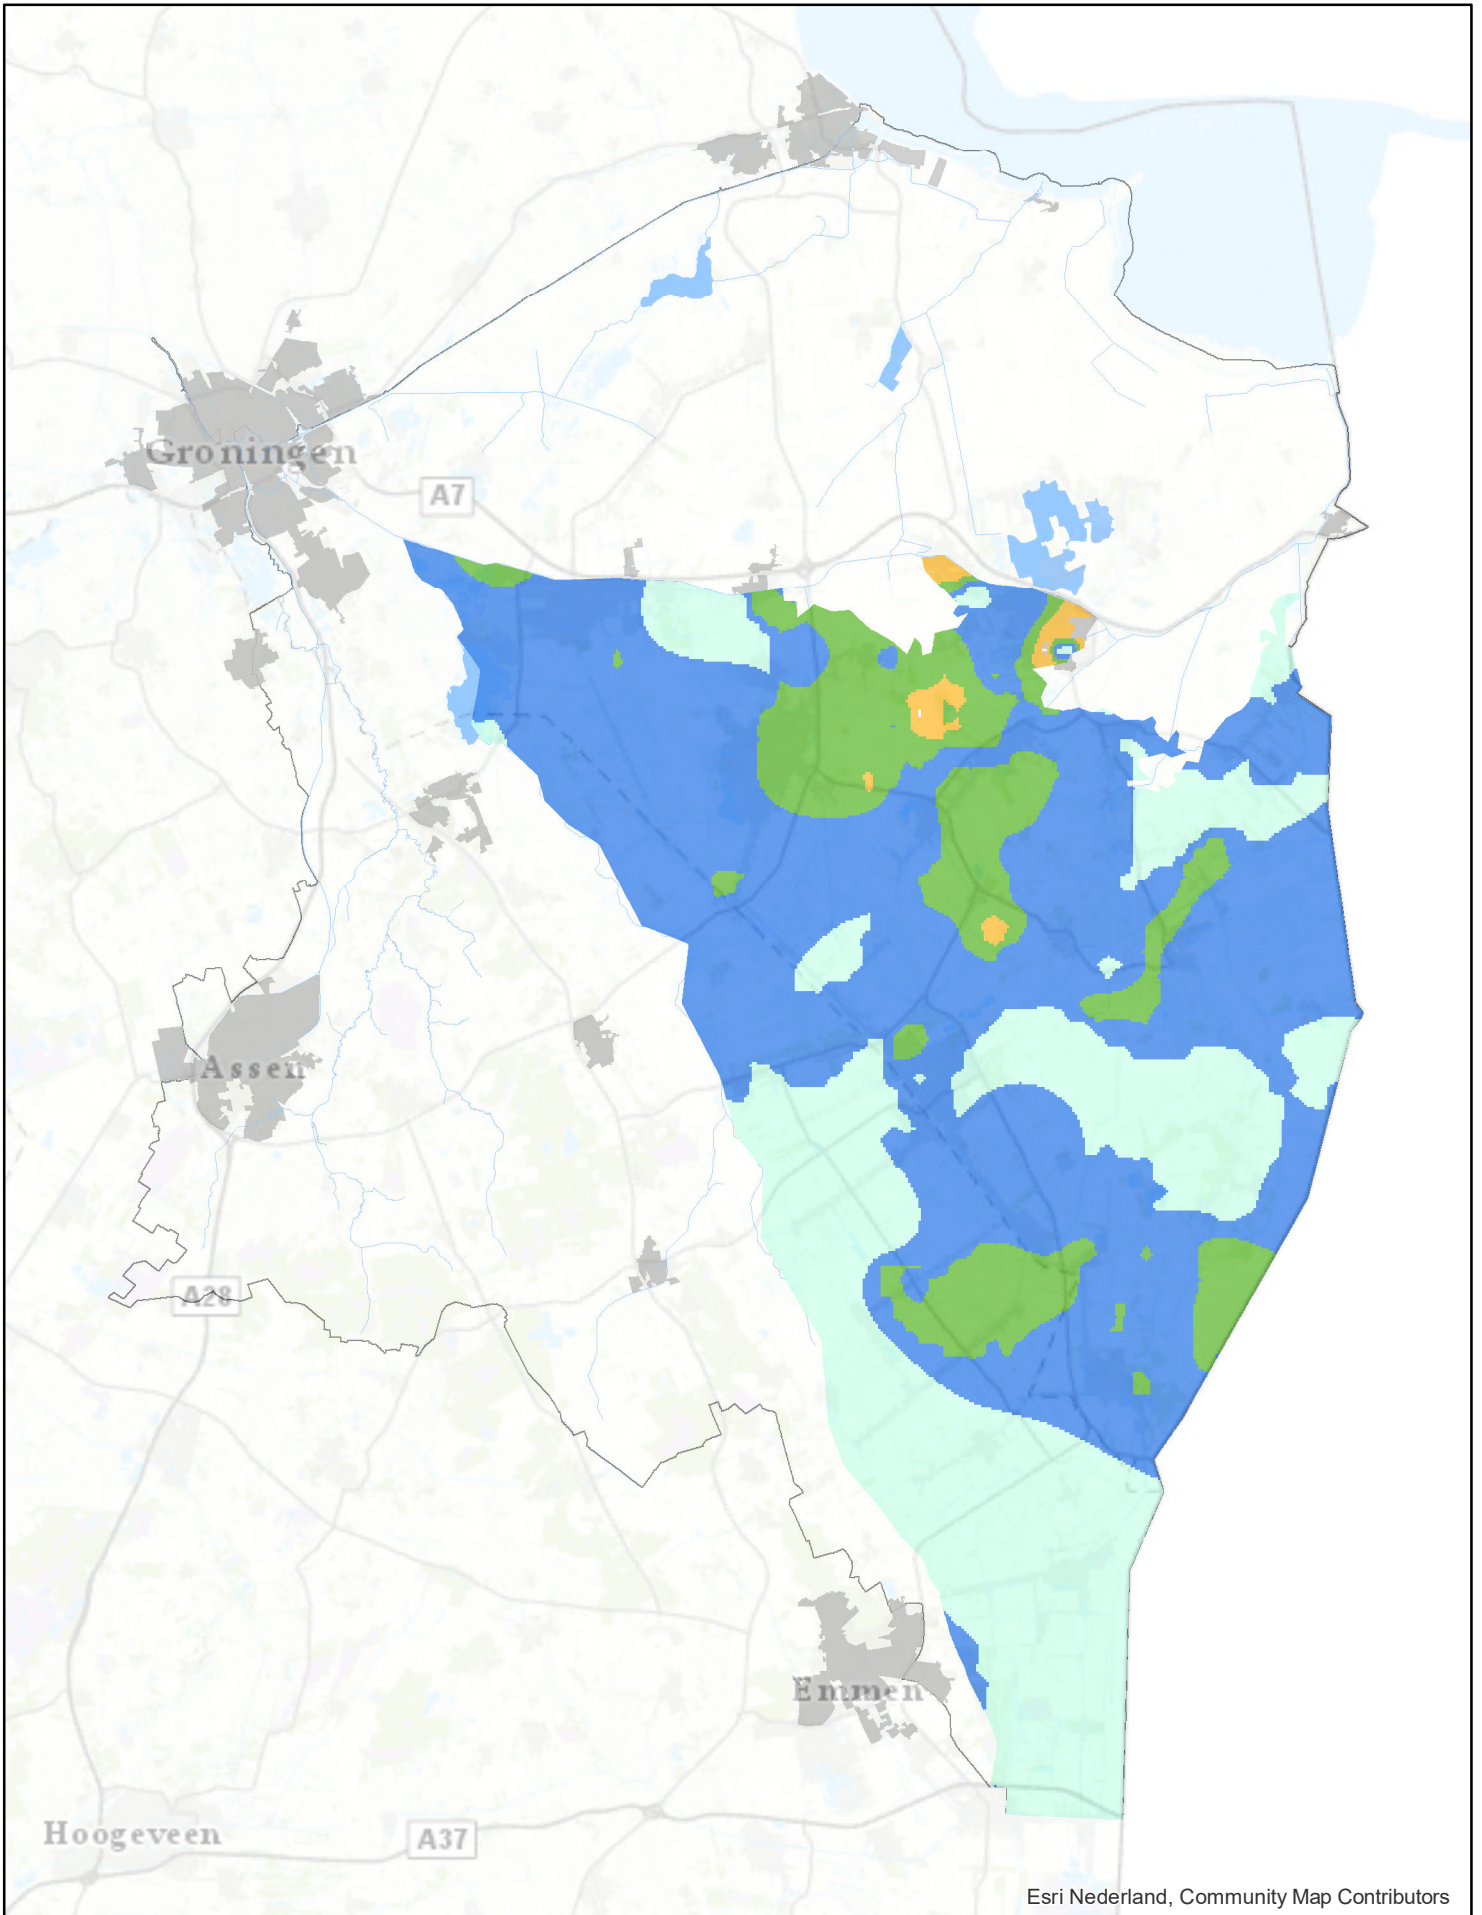 Groningen
A7
Assen
A28
Emmen
Hoogeveen
A37
Esri Nederland, Community Map Contributors